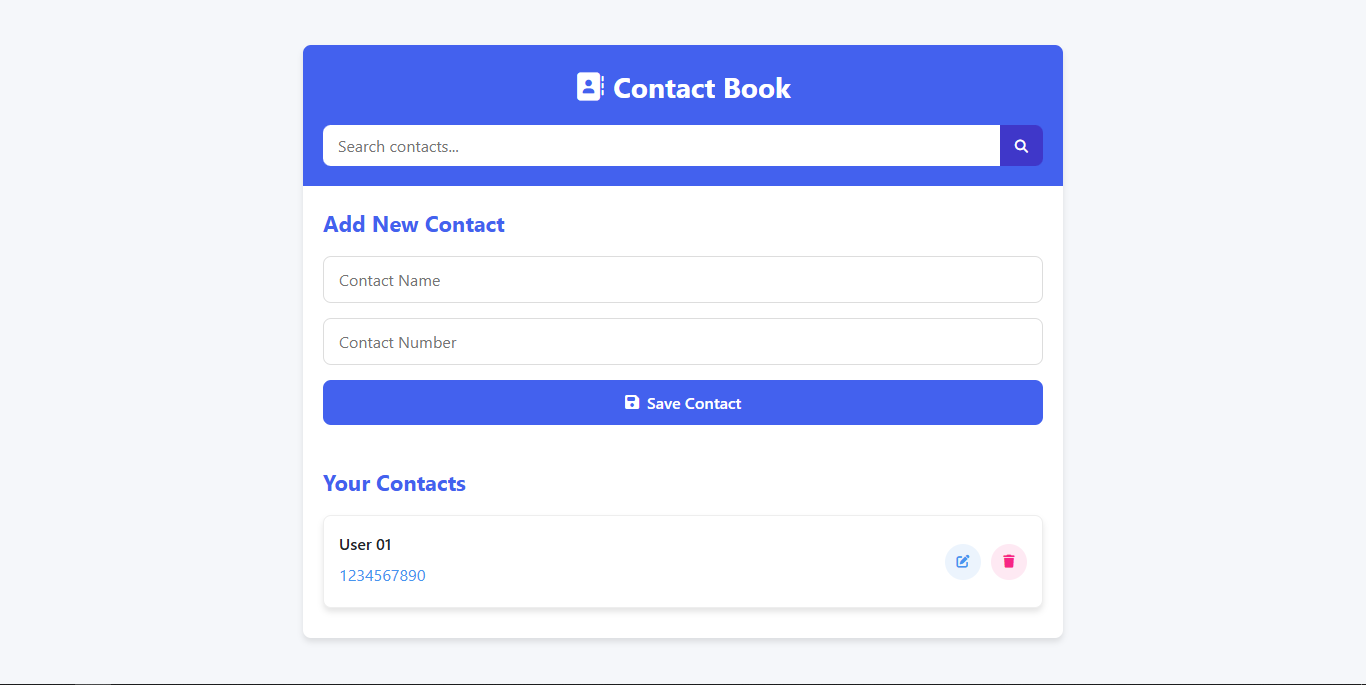 Contact Book
Search contacts...
Add New Contact
Contact Name
Contact Number
Save Contact
Your Contacts
User 01
1234567890